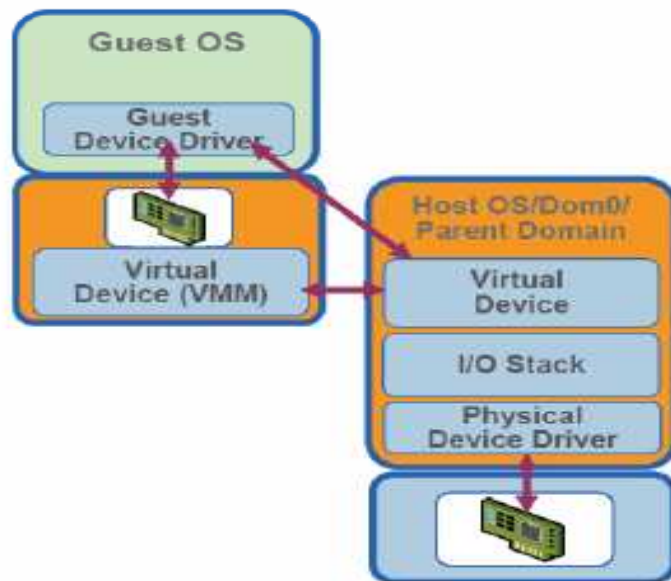 Guest OS
Guest
Device Driver
Virtual
Device (VMM)
Host OS/Dom0/
Parent Domain
Virtual
Device
I/O Stack
Physical
Device Driver